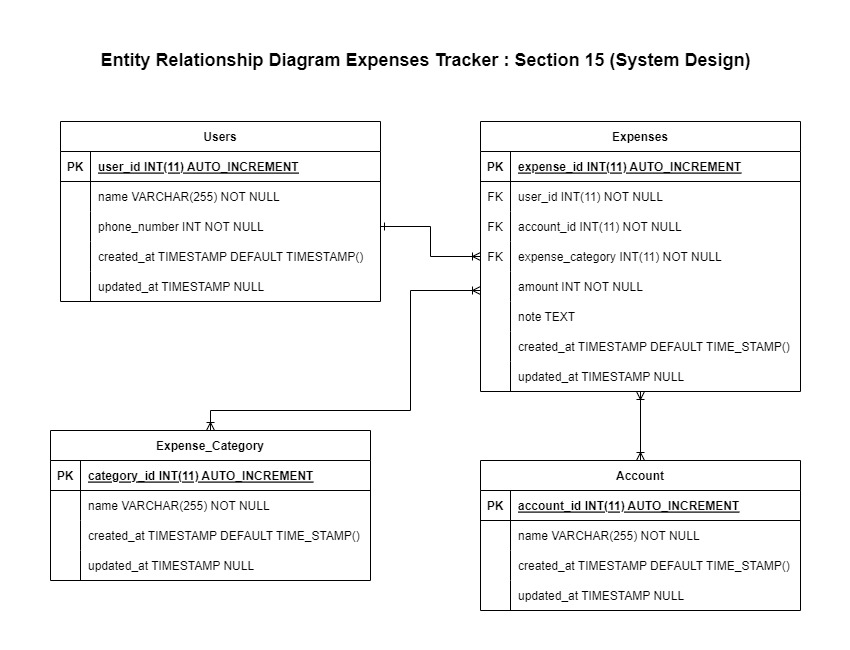 Entity Relationship Diagram Expenses Tracker : Section 15 (System Design)
Users
PK user_id INT(11) AUTO_INCREMENT
name VARCHAR(255) NOT NULL
phone_number INT NOT NULL
created_at TIMESTAMP DEFAULT TIMESTAMP()
updated_at TIMESTAMP NULL
Expenses
PK expense_id INT(11) AUTO_INCREMENT
FK user_id INT(11) NOT NULL
FK account_id INT(11) NOT NULL
FK expense_category INT(11) NOT NULL
amount INT NOT NULL
note TEXT
created_at TIMESTAMP DEFAULT TIME_STAMP()
updated_at TIMESTAMP NULL
Expense_Category
PK category_id INT(11) AUTO_INCREMENT
name VARCHAR(255) NOT NULL
created_at TIMESTAMP DEFAULT TIME_STAMP()
updated_at TIMESTAMP NULL
Account
PK account_id INT(11) AUTO_INCREMENT
name VARCHAR(255) NOT NULL
created_at TIMESTAMP DEFAULT TIME_STAMP()
updated_at TIMESTAMP NULL